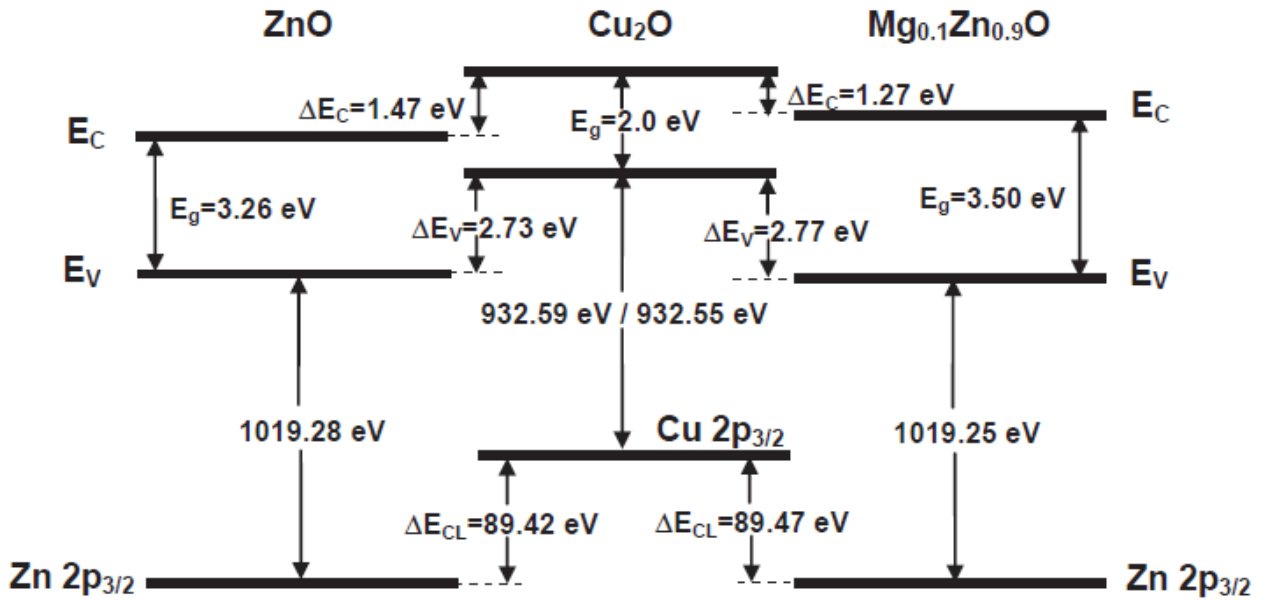 ZnO Cu₂O Mg₀.₁Zn₀.₉O
ΔE_C=1.47 eV ΔE_C=1.27 eV
E_C E_g=2.0 eV E_C
E_g=3.26 eV E_g=3.50 eV
ΔE_V=2.73 eV ΔE_V=2.77 eV
E_V E_V
932.59 eV / 932.55 eV
1019.28 eV Cu 2p₃/₂ 1019.25 eV
ΔE_CL=89.42 eV ΔE_CL=89.47 eV
Zn 2p₃/₂ Zn 2p₃/₂